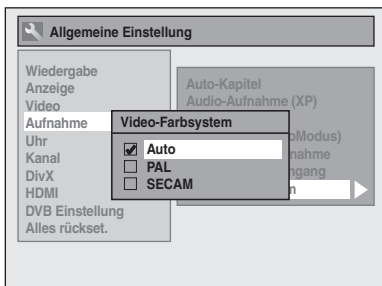 Allgemeine Einstellung
Wiedergabe
Anzeige
Video
Aufnahme
Uhr
Kanal
DivX
HDMI
DVB Einstellung
Alles rückset.
Auto-Kapitel
Audio-Aufnahme (XP)
Video-Farbsystem
Auto
PAL
SECAM